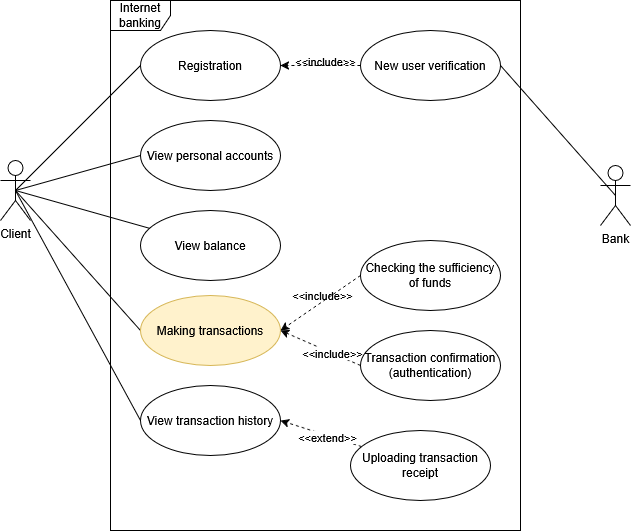 Internet
banking
Registration
<<include>>
New user verification
View personal accounts
Client
Bank
View balance
Checking the sufficiency
of funds
<<include>>
Making transactions
<<include>>
Transaction confirmation
(authentication)
View transaction history
<<extend>>
Uploading transaction
receipt